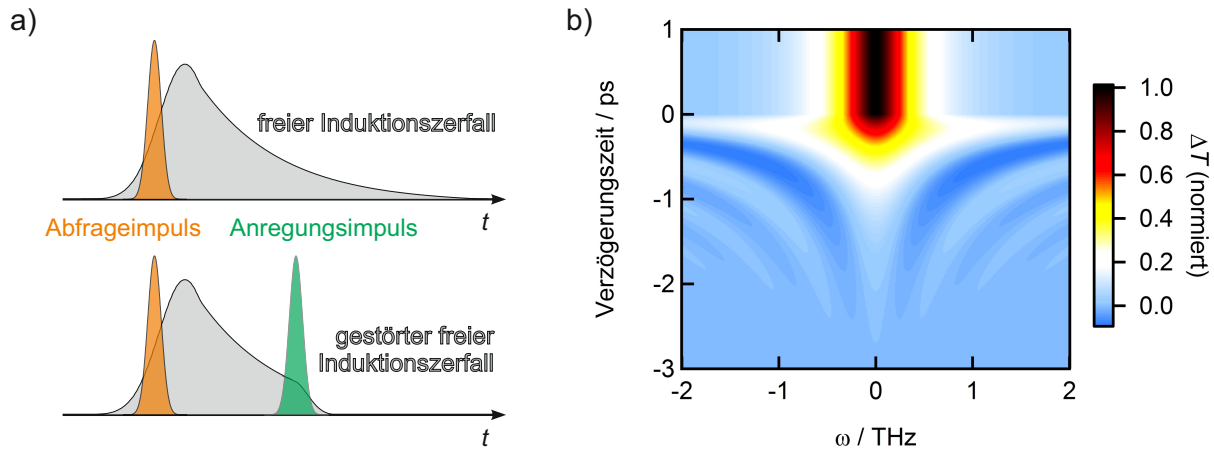 a)
freier Induktionszerfall
t
Abfrageimpuls
Anregungsimpuls
gestörter freier
Induktionszerfall
t
b)
Verzögerungszeit / ps
1
0
-1
-2
-3
-2
-1
0
1
2
ω / THz
1.0
0.8
0.6
0.4
0.2
0.0
ΔT (normiert)